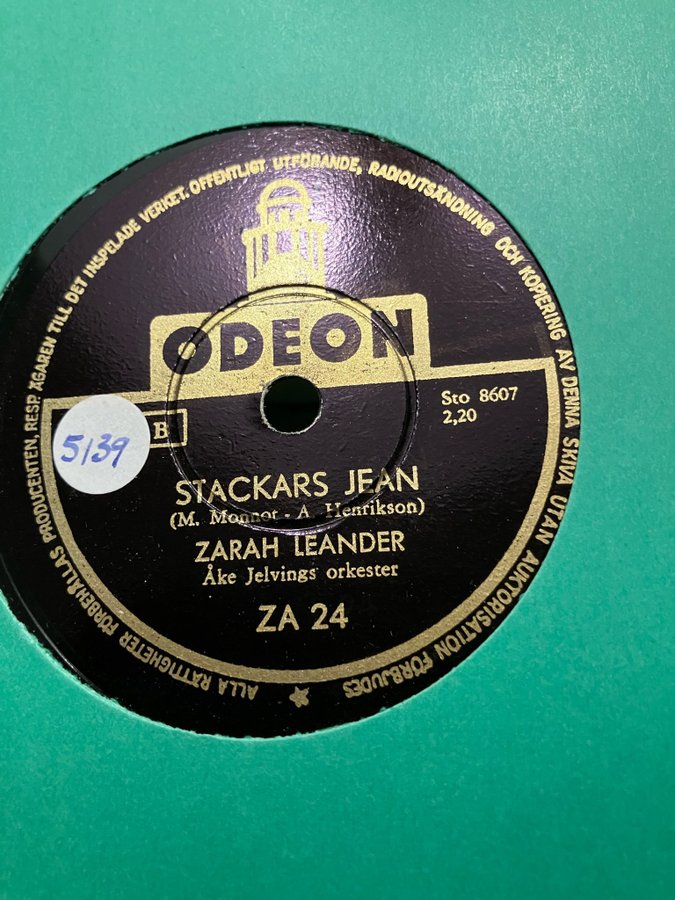 ALLA RÄTTIGHETER FÖRBEHÅLLAS PRODUCENTEN, RESP. ÄGAREN TILL DET INSPELADE VERKET. OFFENTLIGT UTFÖRANDE, RADIOUTSÄNDNING OCH KOPIERING AV DENNA SKIVA UTAN AUKTORISATION FÖRBJUDES
ODEON
Sto 8607
2,20
5139
B
STACKARS JEAN
(M. Monnot - A. Henrikson)
ZARAH LEANDER
Åke Jelvings orkester
ZA 24